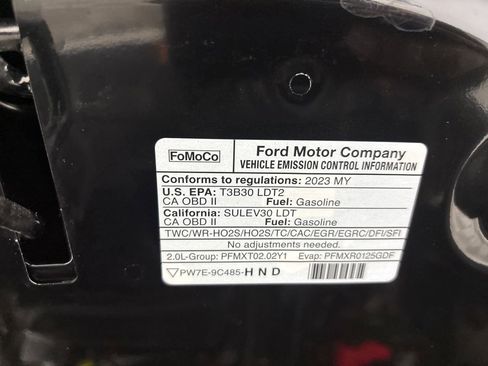 FoMoCo
Ford Motor Company
VEHICLE EMISSION CONTROL INFORMATION
Conforms to regulations: 2023 MY
U.S. EPA: T3B30 LDT2
CA OBD II Fuel: Gasoline
California: SULEV30 LDT
CA OBD II Fuel: Gasoline
TWC/WR-HO2S/HO2S/TC/CAC/EGR/EGRC/DFI/SFI
No adjustments needed.
2.0L-Group: PFMXT02.02Y1 Evap: PFMXR0125GDF
PW7E-9C485-HND